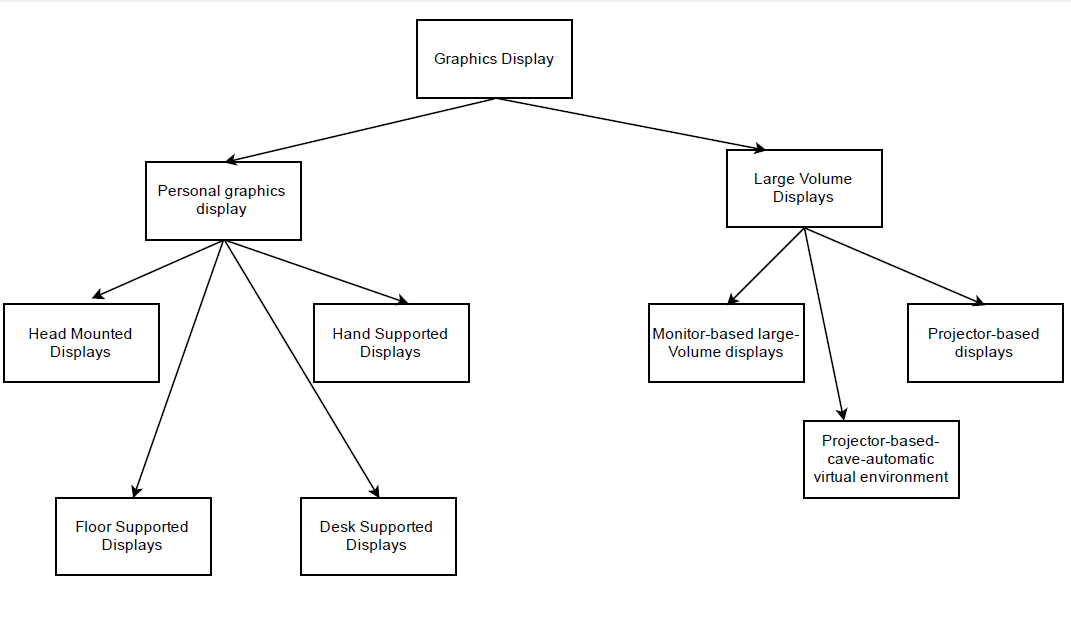 Graphics Display
Personal graphics
display
Large Volume
Displays
Head Mounted
Displays
Hand Supported
Displays
Monitor-based large-
Volume displays
Projector-based
displays
Projector-based-
cave-automatic
virtual environment
Floor Supported
Displays
Desk Supported
Displays